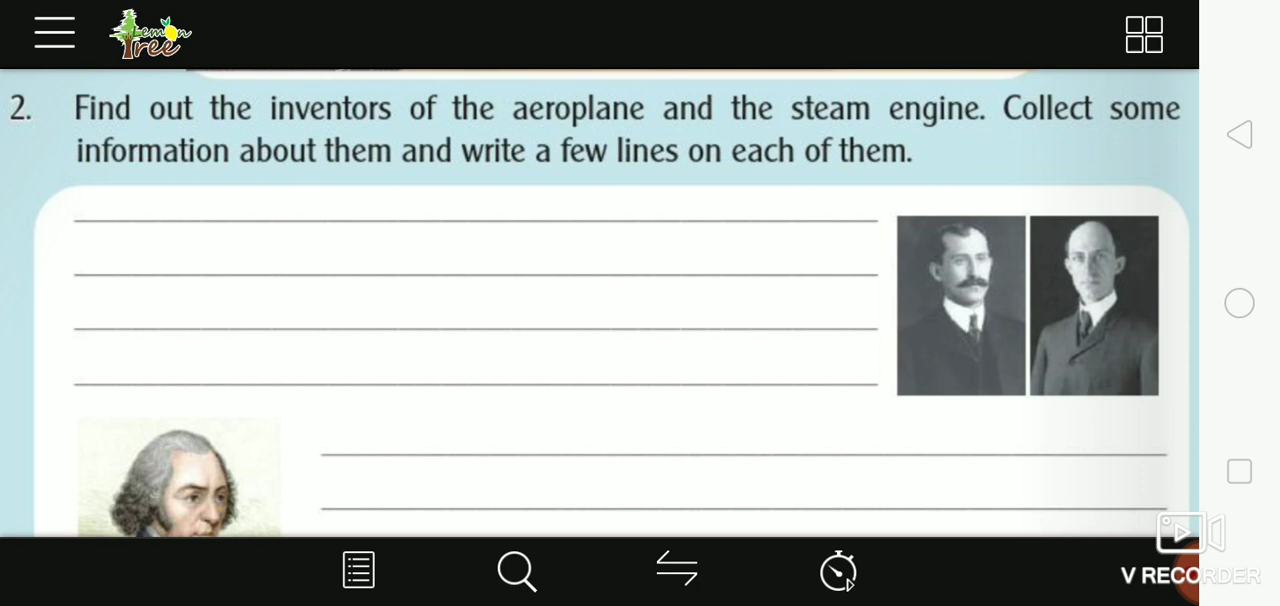 Lemon
Tree
2. Find out the inventors of the aeroplane and the steam engine. Collect some
information about them and write a few lines on each of them.
V RECORDER